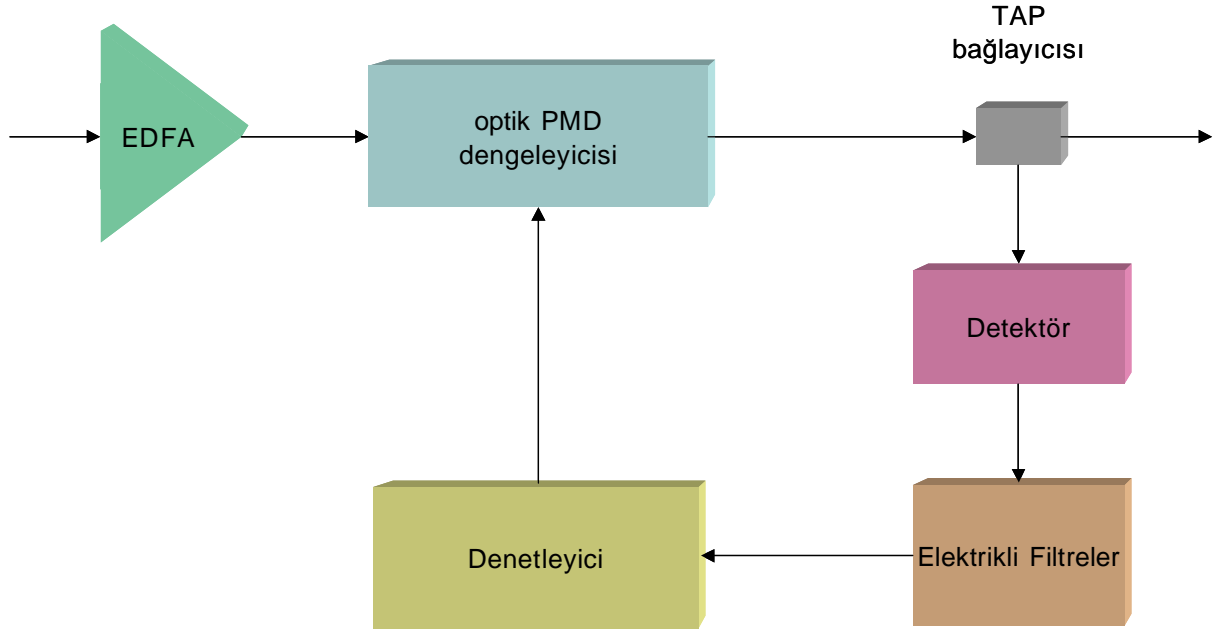 TAP
bağlayıcısı
EDFA
optik PMD
dengeleyicisi
Detektör
Denetleyici
Elektrikli Filtreler